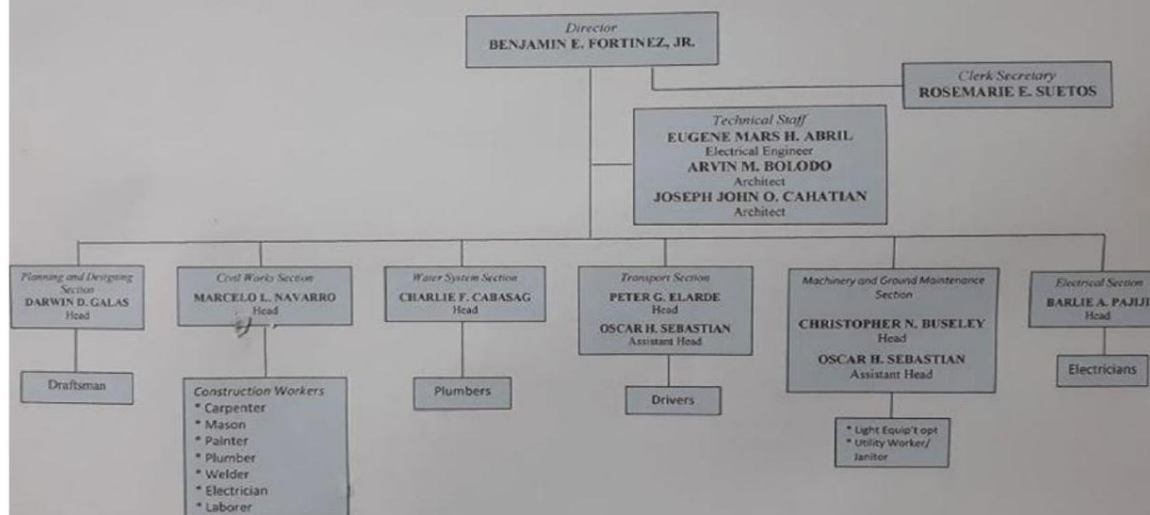 Director
BENJAMIN E. FORTINEZ, JR.
Clerk Secretary
ROSEMARIE E. SUETOS
Technical Staff
EUGENE MARS H. ABRIL
Electrical Engineer
ARVIN M. BOLODO
Architect
JOSEPH JOHN O. CAHATIAN
Architect
Planning and Designing
Section
DARWIN D. GALAS
Head
Draftsman
Civil Works Section
MARCELO L. NAVARRO
Head
Construction Workers
* Carpenter
* Mason
* Painter
* Plumber
* Welder
* Electrician
* Laborer
Water System Section
CHARLIE F. CABASAG
Head
Plumbers
Transport Section
PETER G. ELARDE
Head
OSCAR H. SEBASTIAN
Assistant Head
Drivers
Machinery and Ground Maintenance
Section
CHRISTOPHER N. BUSELEY
Head
OSCAR H. SEBASTIAN
Assistant Head
* Light Equip't opt
* Utility Worker/
Janitor
Electrical Section
BARLIE A. PAJIJI
Head
Electricians